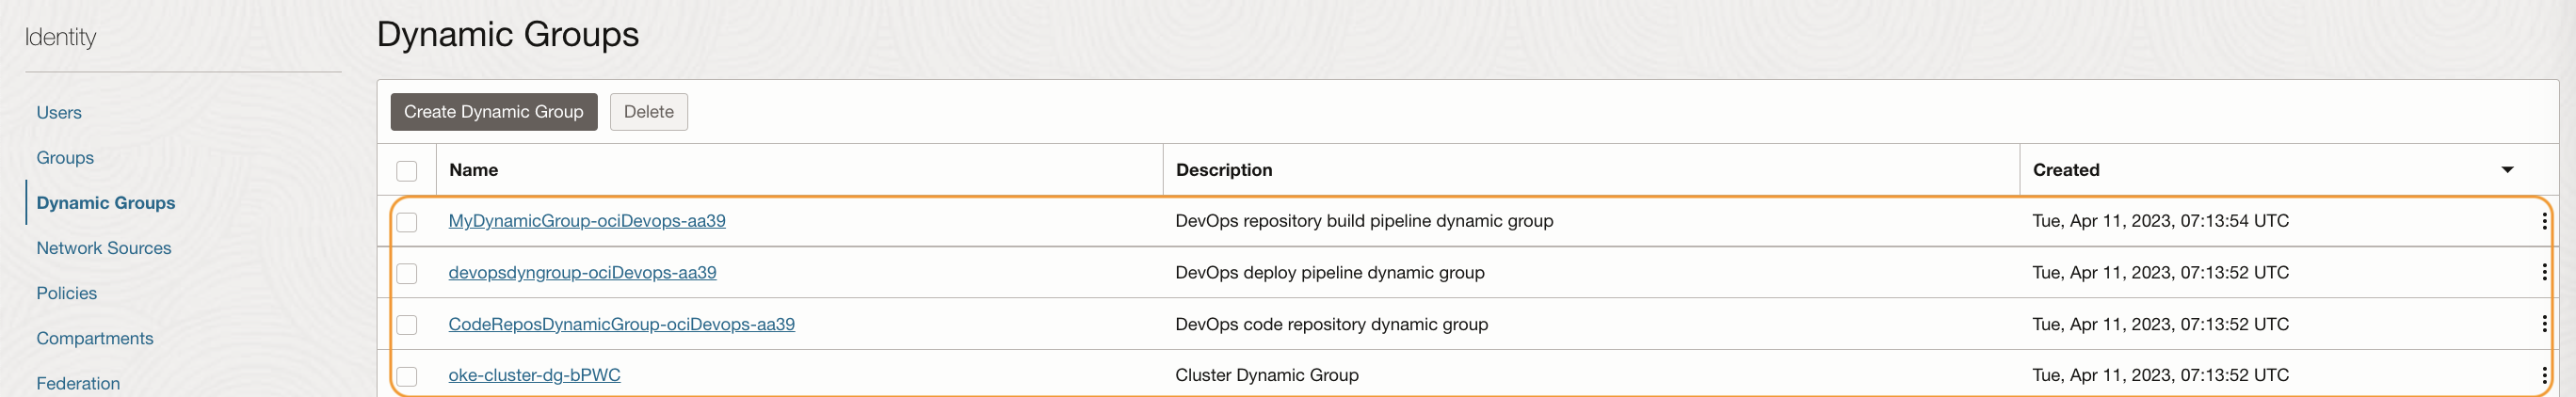 Identity
Users
Groups
Dynamic Groups
Network Sources
Policies
Compartments
Federation
Dynamic Groups
Create Dynamic Group Delete
Name Description Created
MyDynamicGroup-ociDevops-aa39 DevOps repository build pipeline dynamic group Tue, Apr 11, 2023, 07:13:54 UTC
devopsdyngroup-ociDevops-aa39 DevOps deploy pipeline dynamic group Tue, Apr 11, 2023, 07:13:52 UTC
CodeReposDynamicGroup-ociDevops-aa39 DevOps code repository dynamic group Tue, Apr 11, 2023, 07:13:52 UTC
oke-cluster-dg-bPWC Cluster Dynamic Group Tue, Apr 11, 2023, 07:13:52 UTC